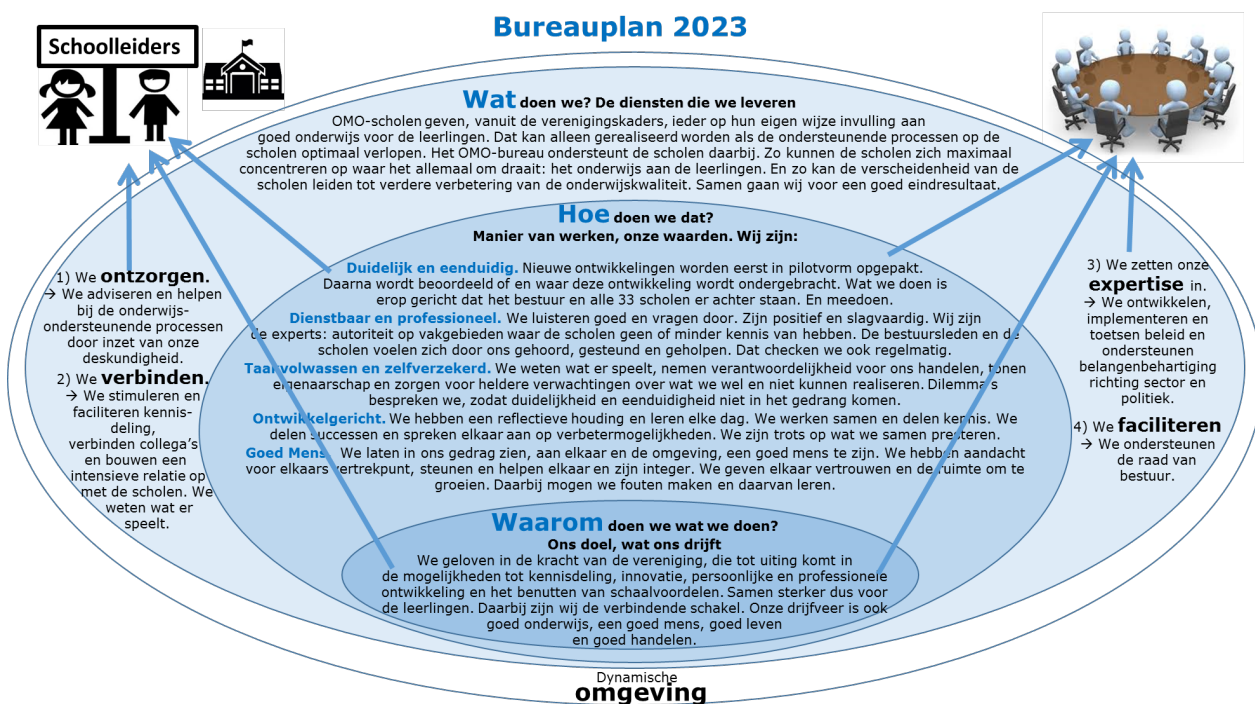 Bureauplan 2023
Schoolleiders
Wat doen we? De diensten die we leveren
OMO-scholen geven, vanuit de verenigingskaders, ieder op hun eigen wijze invulling aan
goed onderwijs voor de leerlingen. Dat kan alleen gerealiseerd worden als de ondersteunende processen op de
scholen optimaal verlopen. Het OMO-bureau ondersteunt de scholen daarbij. Zo kunnen de scholen zich maximaal
concentreren op waar het allemaal om draait: het onderwijs aan de leerlingen. En zo kan de verscheidenheid van de
scholen leiden tot verdere verbetering van de onderwijskwaliteit. Samen gaan wij voor een goed eindresultaat.
Hoe doen we dat?
Manier van werken, onze waarden. Wij zijn:
Duidelijk en eenduidig. Nieuwe ontwikkelingen worden eerst in pilotvorm opgepakt.
Daarna wordt beoordeeld of en waar deze ontwikkeling wordt ondergebracht. Wat we doen is
erop gericht dat het bestuur en alle 33 scholen er achter staan. En meedoen.
Dienstbaar en professioneel. We luisteren goed en vragen door. Zijn positief en slagvaardig. Wij zijn
de experts: autoriteit op vakgebieden waar de scholen geen of minder kennis van hebben. De bestuursleden en de
scholen voelen zich door ons gehoord, gesteund en geholpen. Dat checken we ook regelmatig.
Taakvolwassen en zelfverzekerd. We weten wat er speelt, nemen verantwoordelijkheid voor ons handelen, tonen
eigenaarschap en zorgen voor heldere verwachtingen over wat we wel en niet kunnen realiseren. Dilemma's
bespreken we, zodat duidelijkheid en eenduidigheid niet in het gedrang komen.
Ontwikkelgericht. We hebben een reflectieve houding en leren elke dag. We werken samen en delen kennis. We
delen successen en spreken elkaar aan op verbetermogelijkheden. We zijn trots op wat we samen presteren.
Goed Mens. We laten in ons gedrag zien, aan elkaar en de omgeving, een goed mens te zijn. We hebben aandacht
voor elkaars vertrekpunt, steunen en helpen elkaar en zijn integer. We geven elkaar vertrouwen en de ruimte om te
groeien. Daarbij mogen we fouten maken en daarvan leren.
Waarom doen we wat we doen?
Ons doel, wat ons drijft
We geloven in de kracht van de vereniging, die tot uiting komt in
de mogelijkheden tot kennisdeling, innovatie, persoonlijke en professionele
ontwikkeling en het benutten van schaalvoordelen. Samen sterker dus voor
de leerlingen. Daarbij zijn wij de verbindende schakel. Onze drijfveer is ook
goed onderwijs, een goed mens, goed leven
en goed handelen.
1) We ontzorgen.
→ We adviseren en helpen
bij de onderwijs-
ondersteunende processen
door inzet van onze
deskundigheid.
2) We verbinden.
→ We stimuleren en
faciliteren kennis-
deling,
verbinden collega's
en bouwen een
intensieve relatie op
met de scholen. We
weten wat er
speelt.
3) We zetten onze
expertise in.
→ We ontwikkelen,
implementeren en
toetsen beleid en
ondersteunen
belangenbehartiging
richting sector en
politiek.
4) We faciliteren
→ We ondersteunen
de raad van
bestuur.
Dynamische
omgeving